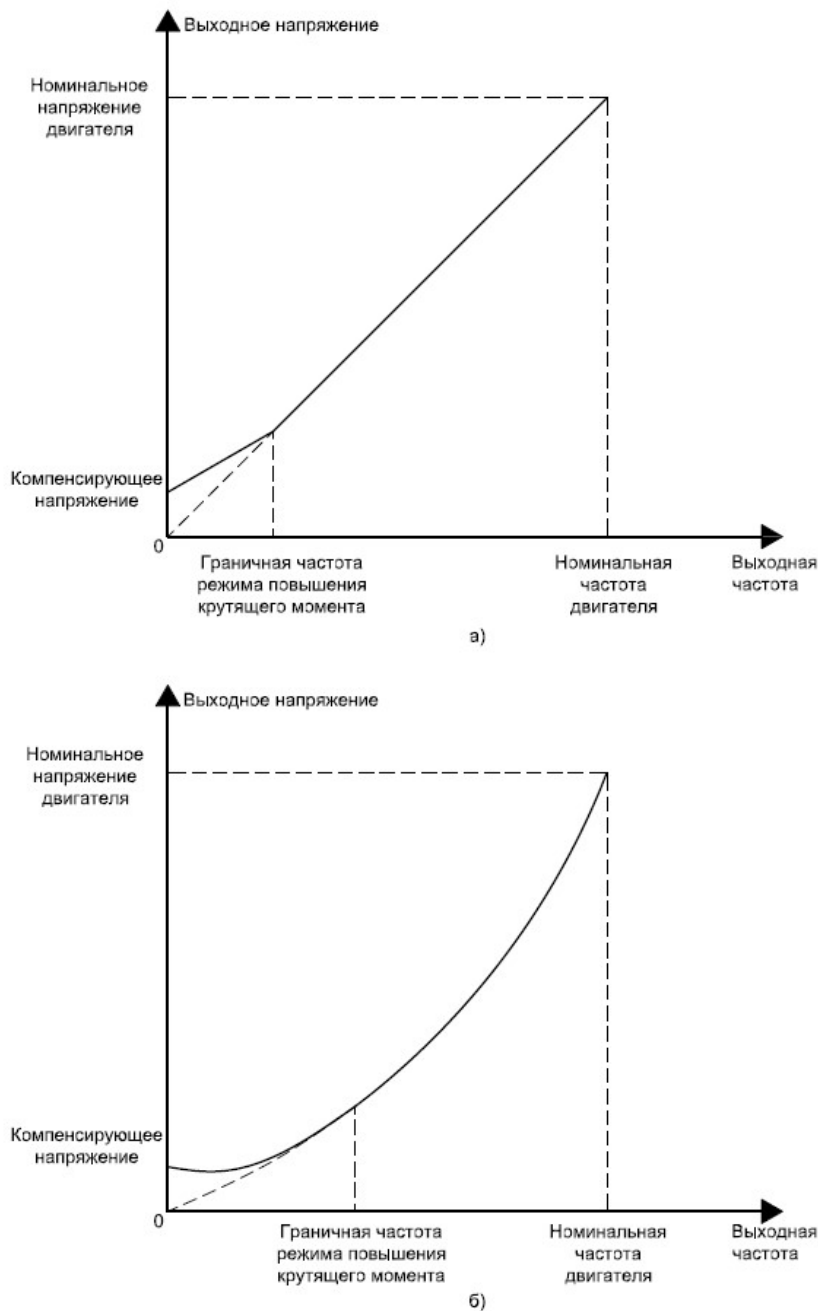 Выходное напряжение
Номинальное
напряжение
двигателя
Компенсирующее
напряжение
0
Граничная частота
режима повышения
крутящего момента
Номинальная
частота
двигателя
Выходная
частота
а)
Выходное напряжение
Номинальное
напряжение
двигателя
Компенсирующее
напряжение
0
Граничная частота
режима повышения
крутящего момента
Номинальная
частота
двигателя
Выходная
частота
б)